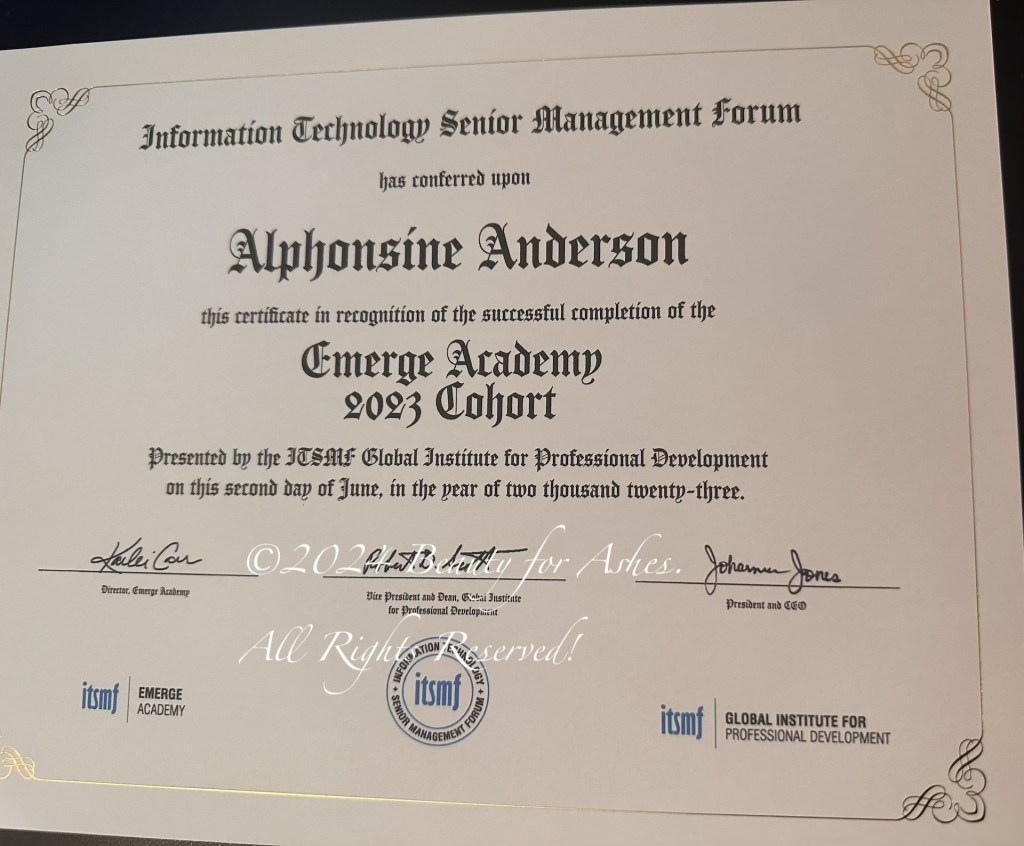 Information Technology Senior Management Forum
has conferred upon
Alphonsine Anderson
this certificate in recognition of the successful completion of the
Emerge Academy
2023 Cohort
Presented by the ITSMF Global Institute for Professional Development
on this second day of June, in the year of two thousand twenty-three.
Johannes Jones
Director, Emerge Academy
Vice President and Dean, Global Institute
for Professional Development
President and CEO
©2024 Beauty for Ashes.
All Rights Reserved!
itsmf EMERGE
ACADEMY
INFORMATION TECHNOLOGY
itsmf
SENIOR MANAGEMENT FORUM
itsmf GLOBAL INSTITUTE FOR
PROFESSIONAL DEVELOPMENT